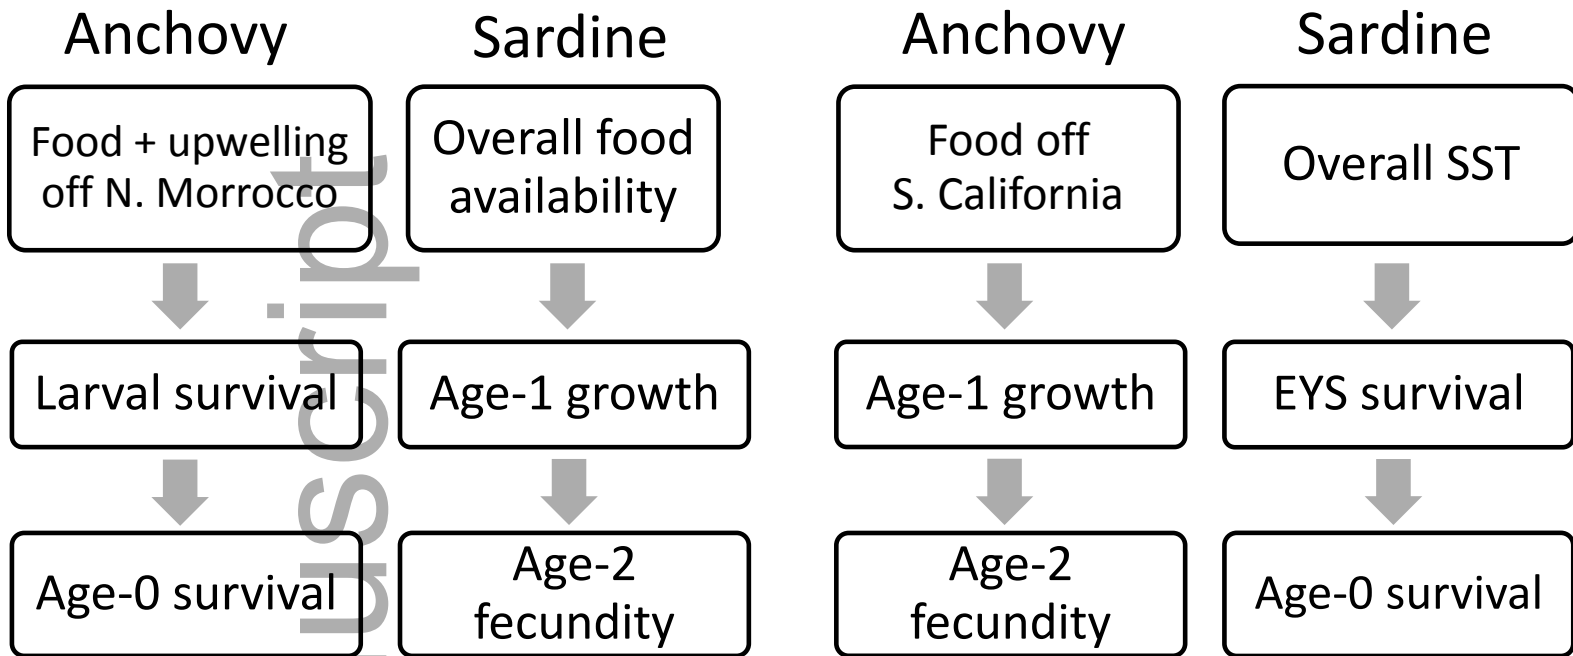 Anchovy
Sardine
Anchovy
Sardine
Food + upwelling
off N. Morrocco
Overall food
availability
Food off
S. California
Overall SST
Larval survival
Age-1 growth
Age-1 growth
EYS survival
Age-0 survival
Age-2
fecundity
Age-2
fecundity
Age-0 survival
uscript